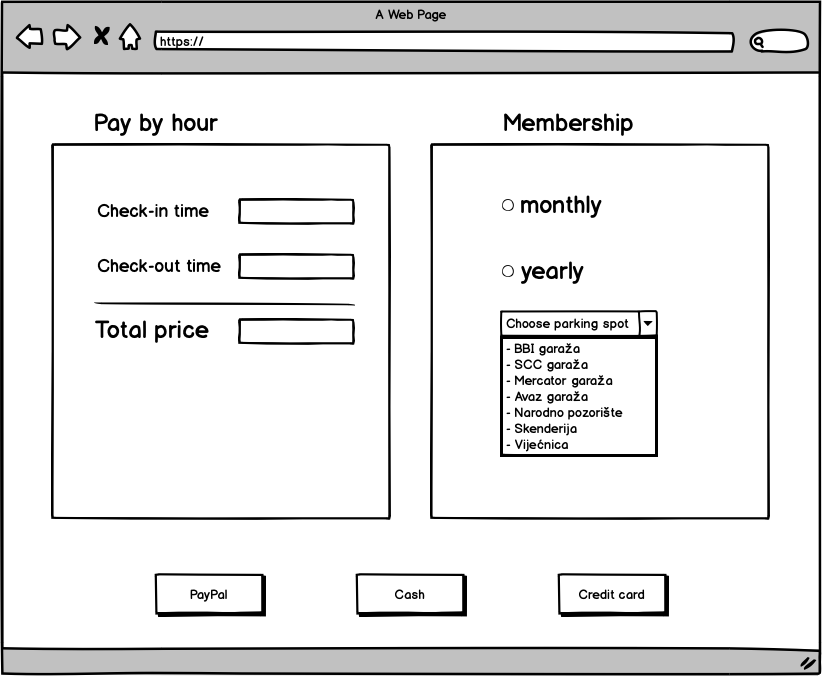 A Web Page
https://
Pay by hour
Check-in time
Check-out time
Total price
Membership
monthly
yearly
Choose parking spot
- BBI garaža
- SCC garaža
- Mercator garaža
- Avaz garaža
- Narodno pozorište
- Skenderija
- Vijećnica
PayPal
Cash
Credit card